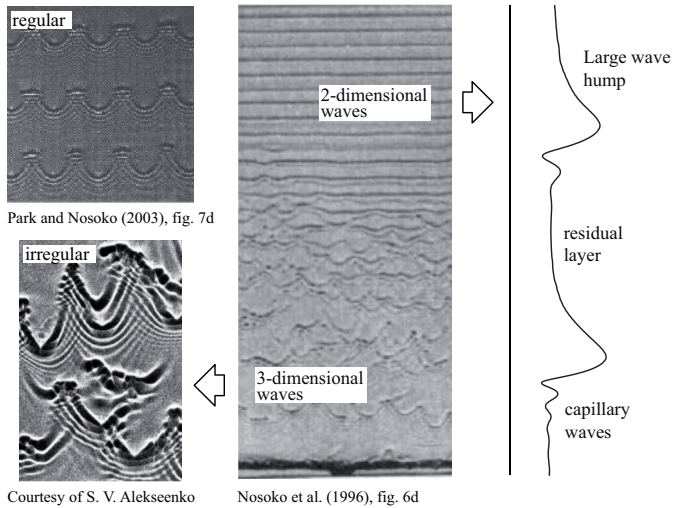 regular
Park and Nosoko (2003), fig. 7d
irregular
Courtesy of S. V. Alekseenko
2-dimensional
waves
3-dimensional
waves
Nosoko et al. (1996), fig. 6d
Large wave
hump
residual
layer
capillary
waves